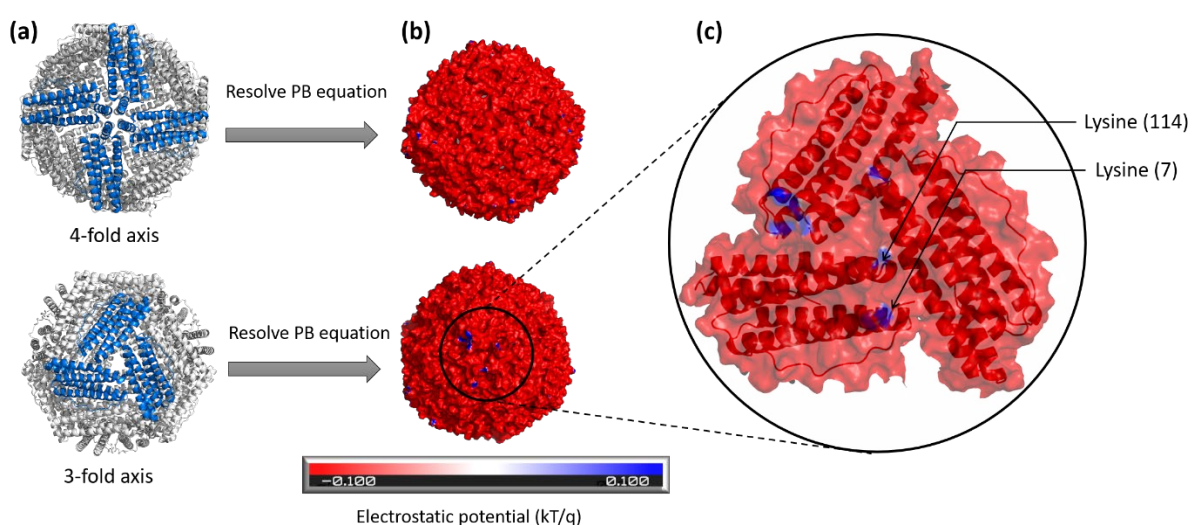 (a)
(b)
(c)
Resolve PB equation
Lysine (114)
Lysine (7)
4-fold axis
Resolve PB equation
3-fold axis
−0.100 0.100
Electrostatic potential (kT/q)